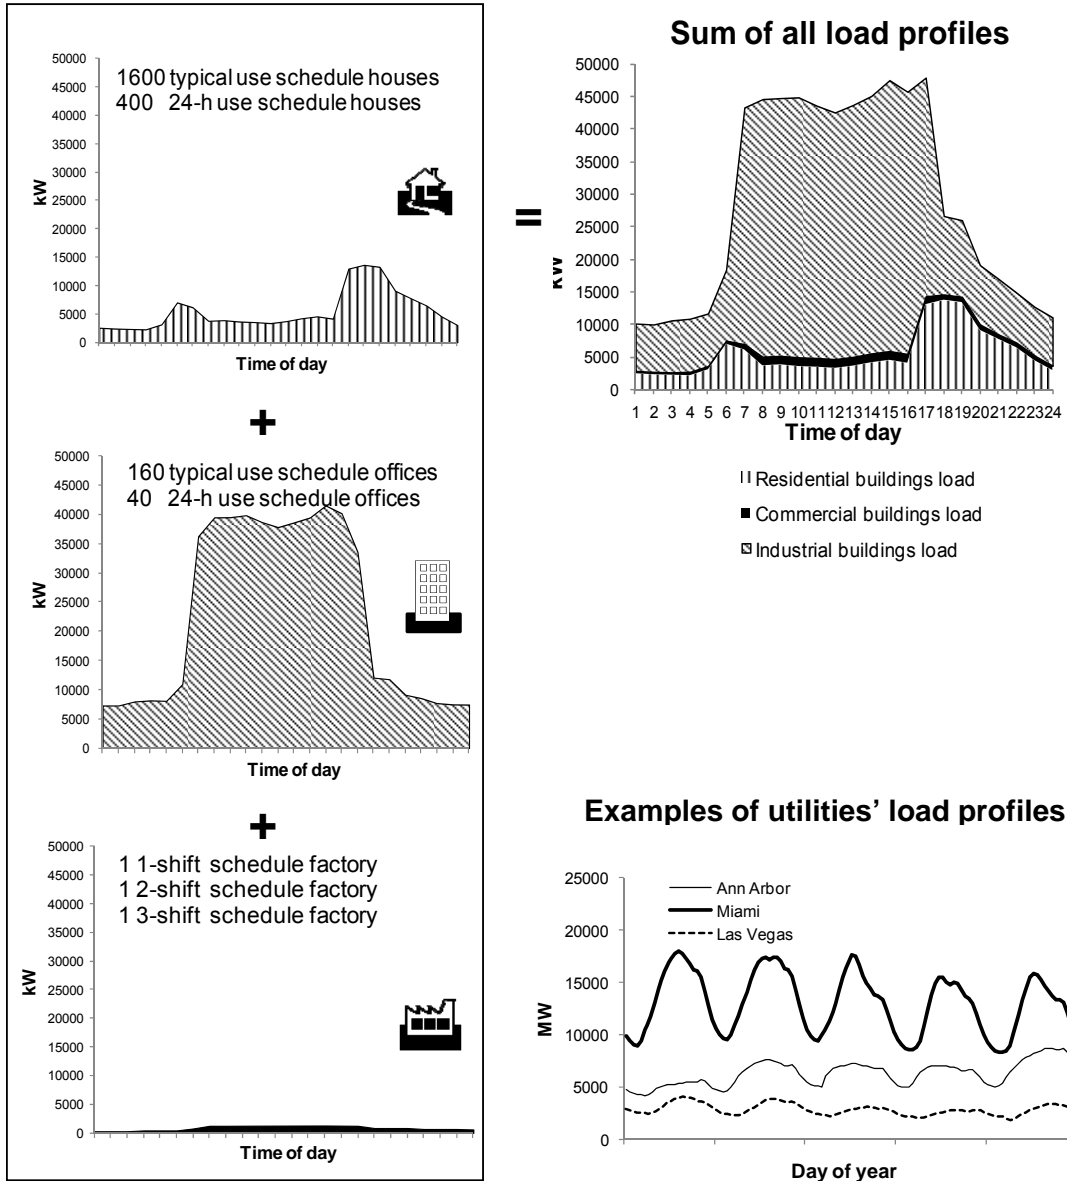 50000
45000
40000
35000
30000
25000
20000
15000
10000
5000
0
kW
1600 typical use schedule houses
400 24-h use schedule houses
Time of day
+
50000
45000
40000
35000
30000
25000
20000
15000
10000
5000
0
kW
160 typical use schedule offices
40 24-h use schedule offices
Time of day
+
50000
45000
40000
35000
30000
25000
20000
15000
10000
5000
0
kW
1 1-shift schedule factory
1 2-shift schedule factory
1 3-shift schedule factory
Time of day
=
Sum of all load profiles
50000
45000
40000
35000
30000
25000
20000
15000
10000
5000
0
kW
1 2 3 4 5 6 7 8 9 10 11 12 13 14 15 16 17 18 19 20 21 22 23 24
Time of day
Residential buildings load
Commercial buildings load
Industrial buildings load
Examples of utilities' load profiles
25000
20000
15000
10000
5000
0
MW
Ann Arbor
Miami
Las Vegas
Day of year